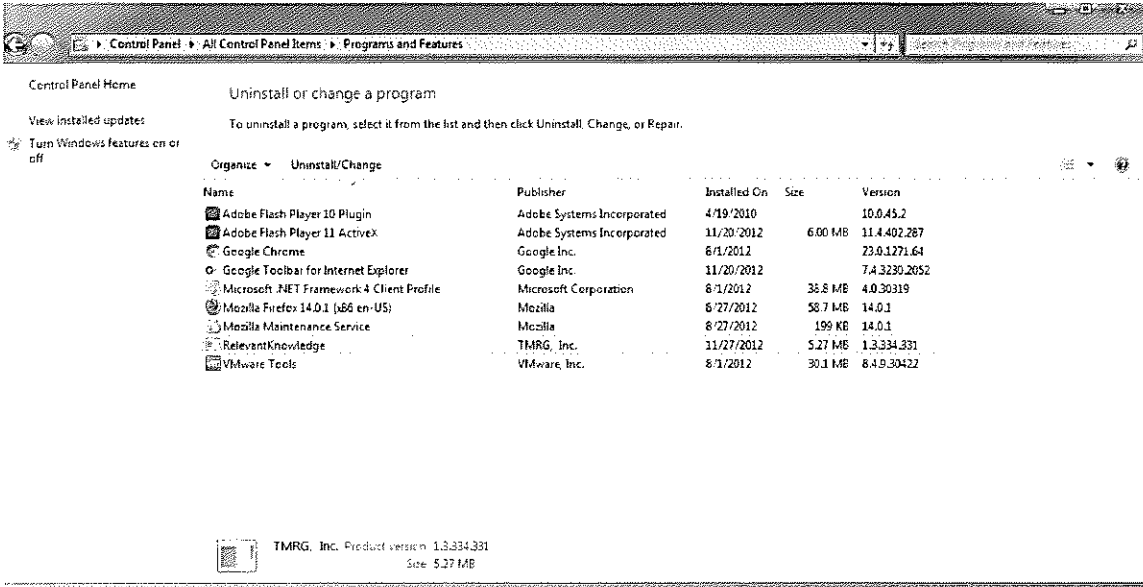 Control Panel ▸ All Control Panel Items ▸ Programs and Features
Search Programs and Features
Control Panel Home
Uninstall or change a program
View installed updates
To uninstall a program, select it from the list and then click Uninstall, Change, or Repair.
Turn Windows features on or off
Organize Uninstall/Change
Name Publisher Installed On Size Version
Adobe Flash Player 10 Plugin Adobe Systems Incorporated 4/19/2010 10.0.45.2
Adobe Flash Player 11 ActiveX Adobe Systems Incorporated 11/20/2012 6.00 MB 11.4.402.287
Google Chrome Google Inc. 8/1/2012 23.0.1271.64
Google Toolbar for Internet Explorer Google Inc. 11/20/2012 7.4.3230.2052
Microsoft .NET Framework 4 Client Profile Microsoft Corporation 8/1/2012 38.8 MB 4.0.30319
Mozilla Firefox 14.0.1 (x86 en-US) Mozilla 8/27/2012 58.7 MB 14.0.1
Mozilla Maintenance Service Mozilla 8/27/2012 199 KB 14.0.1
RelevantKnowledge TMRG, Inc. 11/27/2012 5.27 MB 1.3.334.331
VMware Tools VMware, Inc. 8/1/2012 30.1 MB 8.4.9.30422
TMRG, Inc. Product version 1.3.334.331
Size 5.27 MB